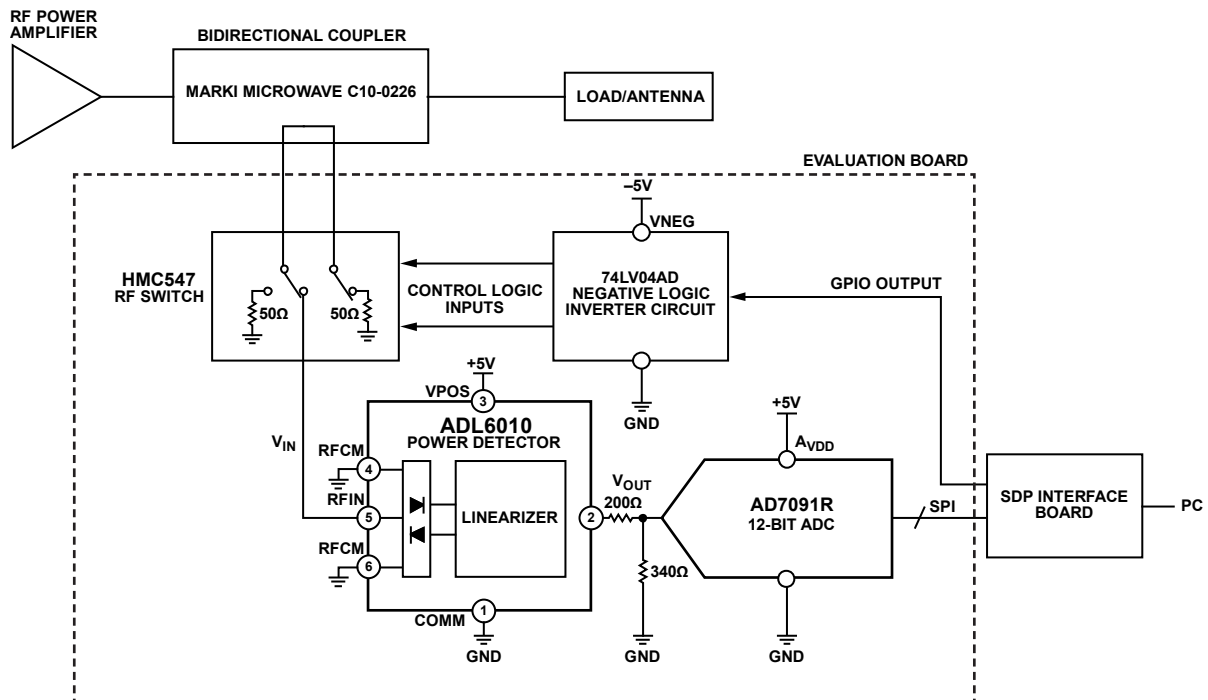 RF POWER
AMPLIFIER
BIDIRECTIONAL COUPLER
MARKI MICROWAVE C10-0226
LOAD/ANTENNA
EVALUATION BOARD
–5V
VNEG
HMC547
RF SWITCH
50Ω
50Ω
CONTROL LOGIC
INPUTS
74LV04AD
NEGATIVE LOGIC
INVERTER CIRCUIT
GPIO OUTPUT
GND
+5V
VPOS
3
ADL6010
POWER DETECTOR
VIN
RFCM
4
RFIN
5
RFCM
6
LINEARIZER
2
COMM
1
GND
VOUT
200Ω
340Ω
GND
+5V
AVDD
AD7091R
12-BIT ADC
GND
SPI
SDP INTERFACE
BOARD
PC